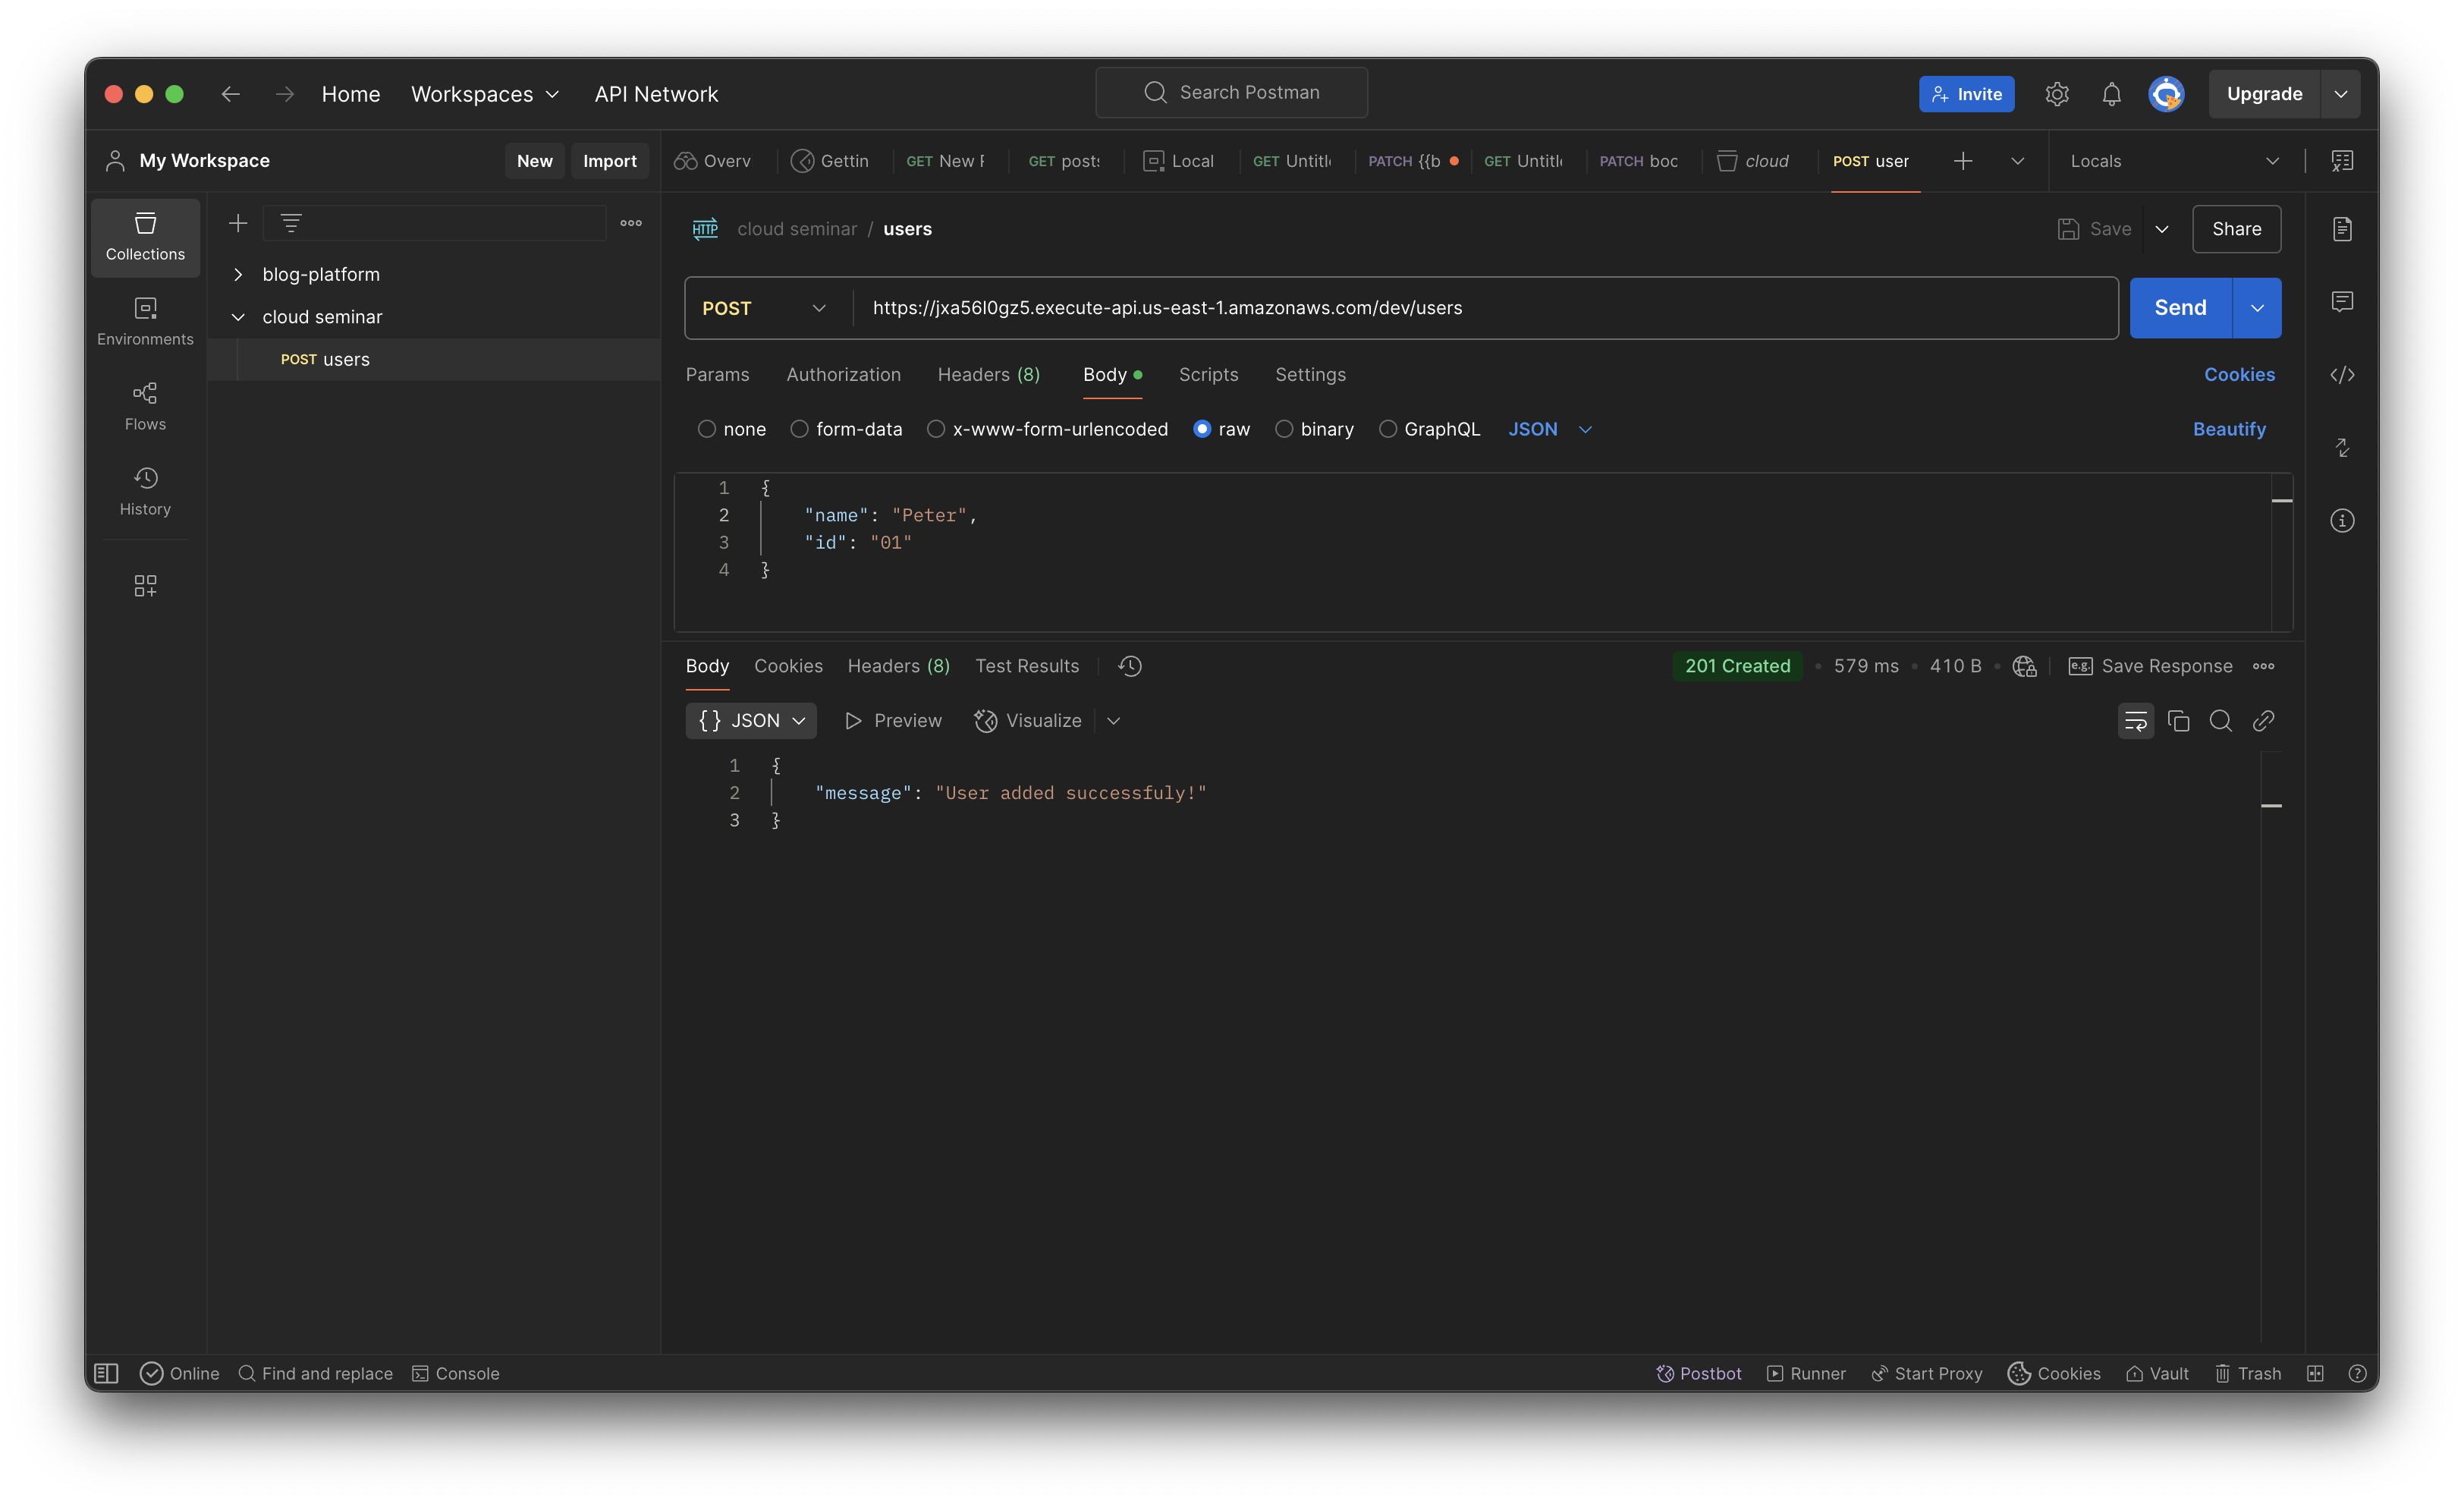 Home Workspaces API Network Search Postman Invite Upgrade
My Workspace New Import Overv Gettin GET New F GET posts Local GET Untitle PATCH {{b GET Untitle PATCH boc cloud POST user Locals
Collections
Environments
Flows
History
blog-platform
cloud seminar
POST users
HTTP cloud seminar / users Save Share
POST https://jxa56l0gz5.execute-api.us-east-1.amazonaws.com/dev/users Send
Params Authorization Headers (8) Body Scripts Settings Cookies
none form-data x-www-form-urlencoded raw binary GraphQL JSON Beautify
1 {
2 "name": "Peter",
3 "id": "01"
4 }
Body Cookies Headers (8) Test Results 201 Created 579 ms 410 B e.g. Save Response
{} JSON Preview Visualize
1 {
2 "message": "User added successfuly!"
3 }
Online Find and replace Console Postbot Runner Start Proxy Cookies Vault Trash